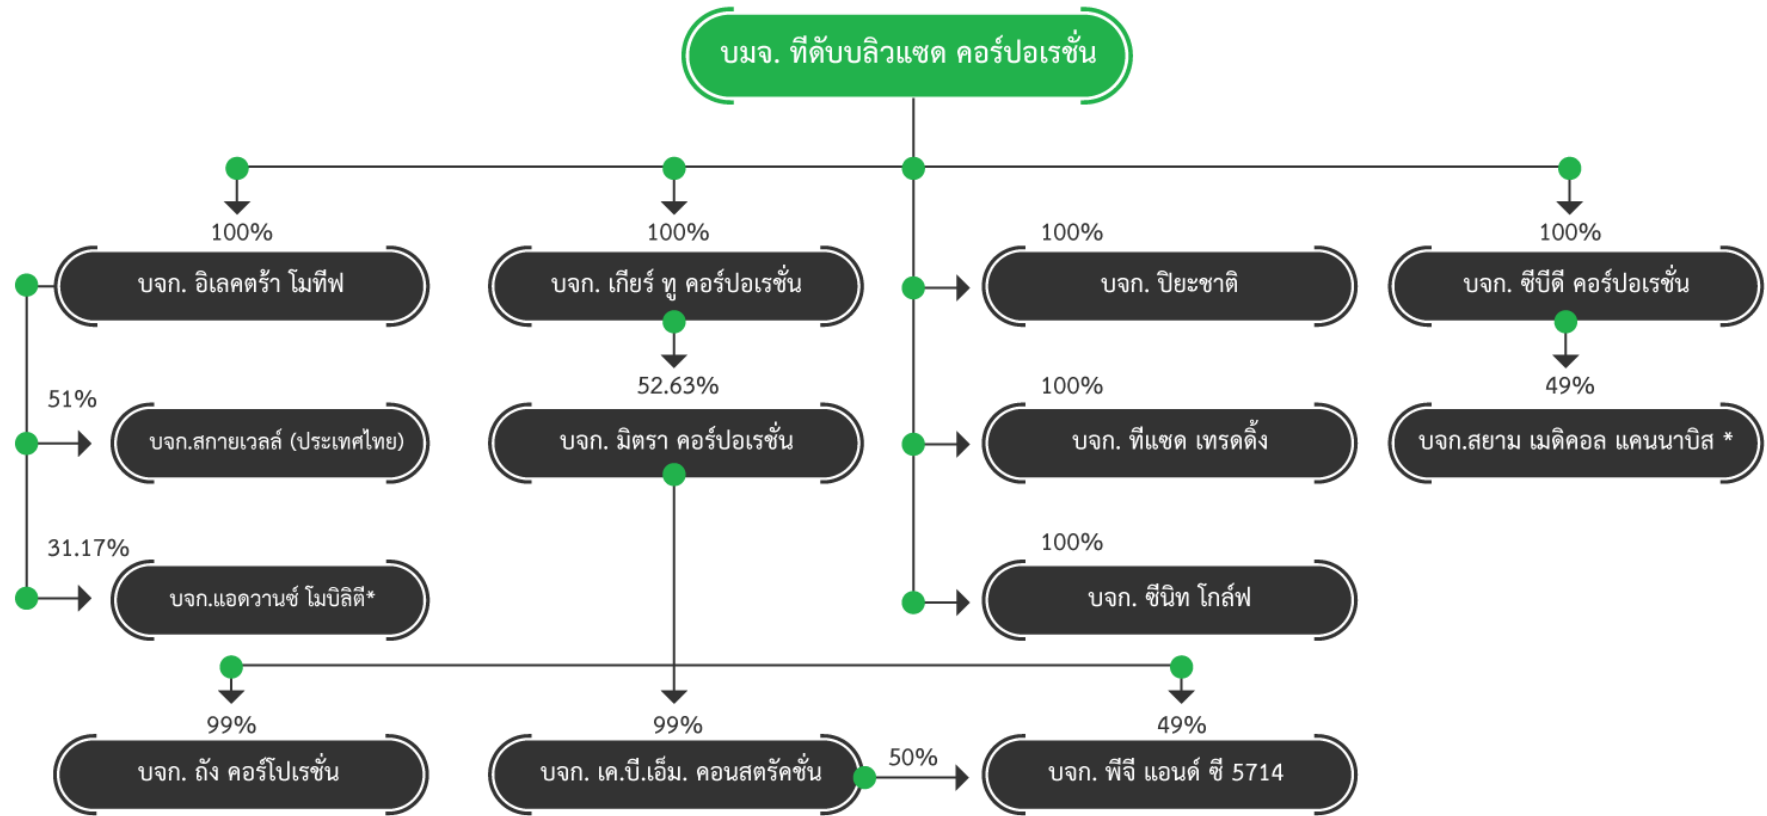 บมจ. ทีดับบลิวแซด คอร์ปอเรชั่น
100%
100%
100%
100%
บจก. อิเลคตร้า โมทีฟ
บจก. เกียร์ ทู คอร์ปอเรชั่น
บจก. ปิยะชาติ
บจก. ซีบีดี คอร์ปอเรชั่น
51%
52.63%
100%
49%
บจก.สกายเวลล์ (ประเทศไทย)
บจก. มิตรา คอร์ปอเรชั่น
บจก. ทีแซด เทรดดิ้ง
บจก.สยาม เมดิคอล แคนนาบิส *
31.17%
100%
บจก.แอดวานซ์ โมบิลิตี*
บจก. ซีนิท โกล์ฟ
99%
99%
49%
บจก. ถัง คอร์โปเรชั่น
บจก. เค.บี.เอ็ม. คอนสตรัคชั่น
50%
บจก. พีจี แอนด์ ซี 5714